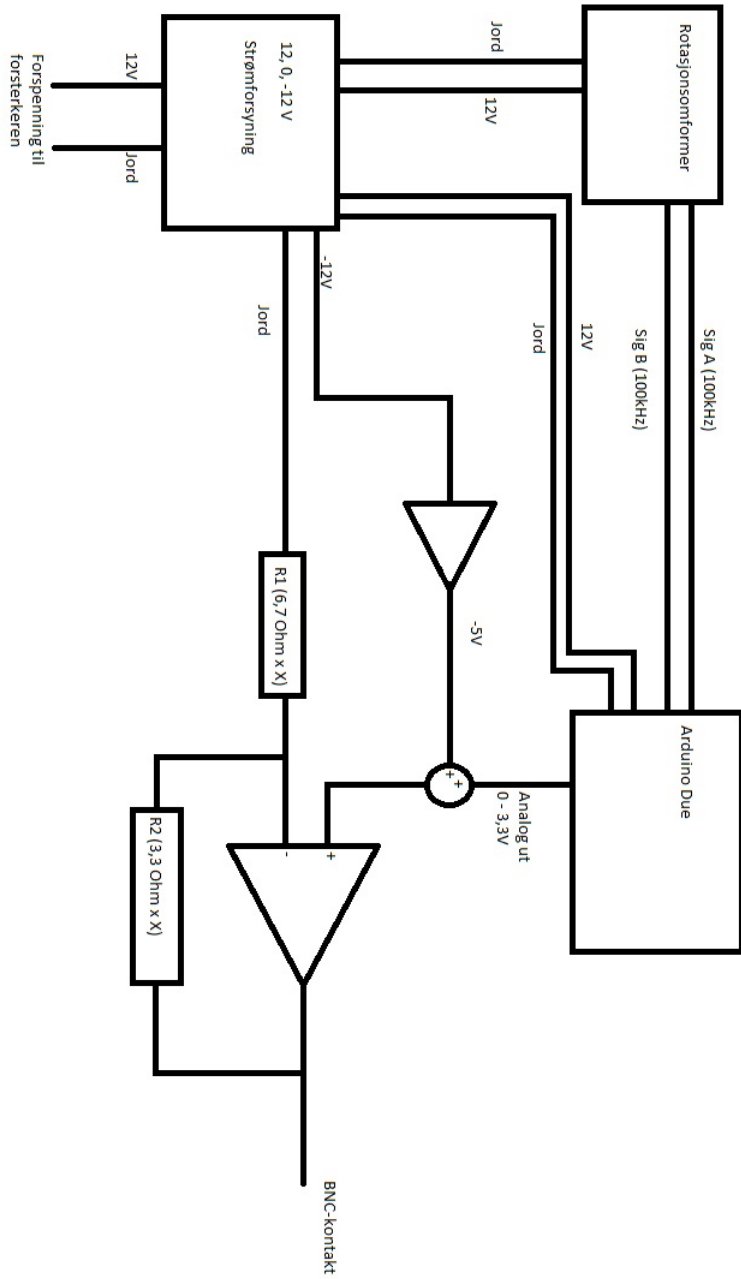 Rotasjonsomformer
Sig A (100kHz)
Sig B (100kHz)
Arduino Due
Jord
12V
12V
Jord
12, 0, -12 V
Strømforsyning
-12V
Jord
12V
Jord
Forspenning til
forsterkeren
-5V
+
+
Analog ut
0 - 3,3V
R1 (6,7 Ohm x X)
+
-
R2 (3,3 Ohm x X)
BNC-kontakt